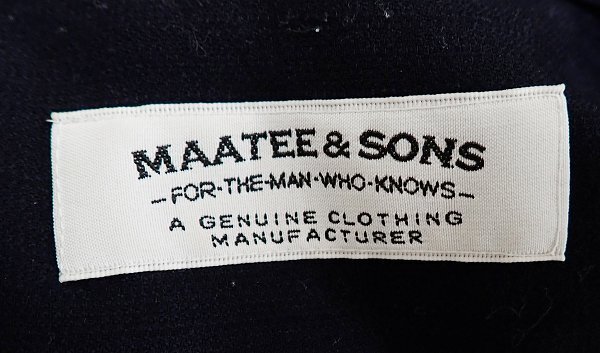 MAATEE & SONS
-FOR-THE-MAN-WHO-KNOWS-
A GENUINE CLOTHING
MANUFACTURER